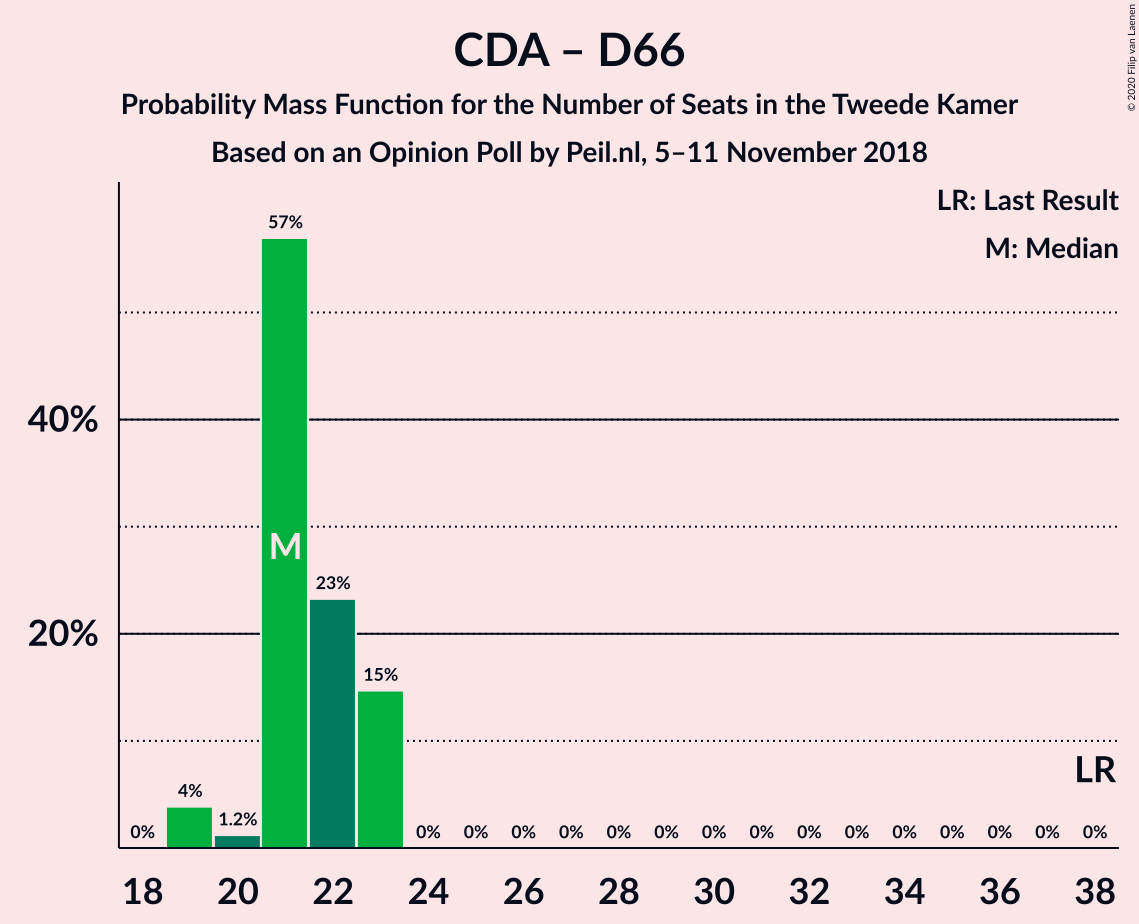 CDA – D66
Probability Mass Function for the Number of Seats in the Tweede Kamer
Based on an Opinion Poll by Peil.nl, 5–11 November 2018
© 2020 Filip van Laenen
LR: Last Result
M: Median
57%
40%
M
23%
20%
15%
LR
4%
1.2%
0% 0% 0% 0% 0% 0% 0% 0% 0% 0% 0% 0% 0% 0% 0% 0%
18 20 22 24 26 28 30 32 34 36 38